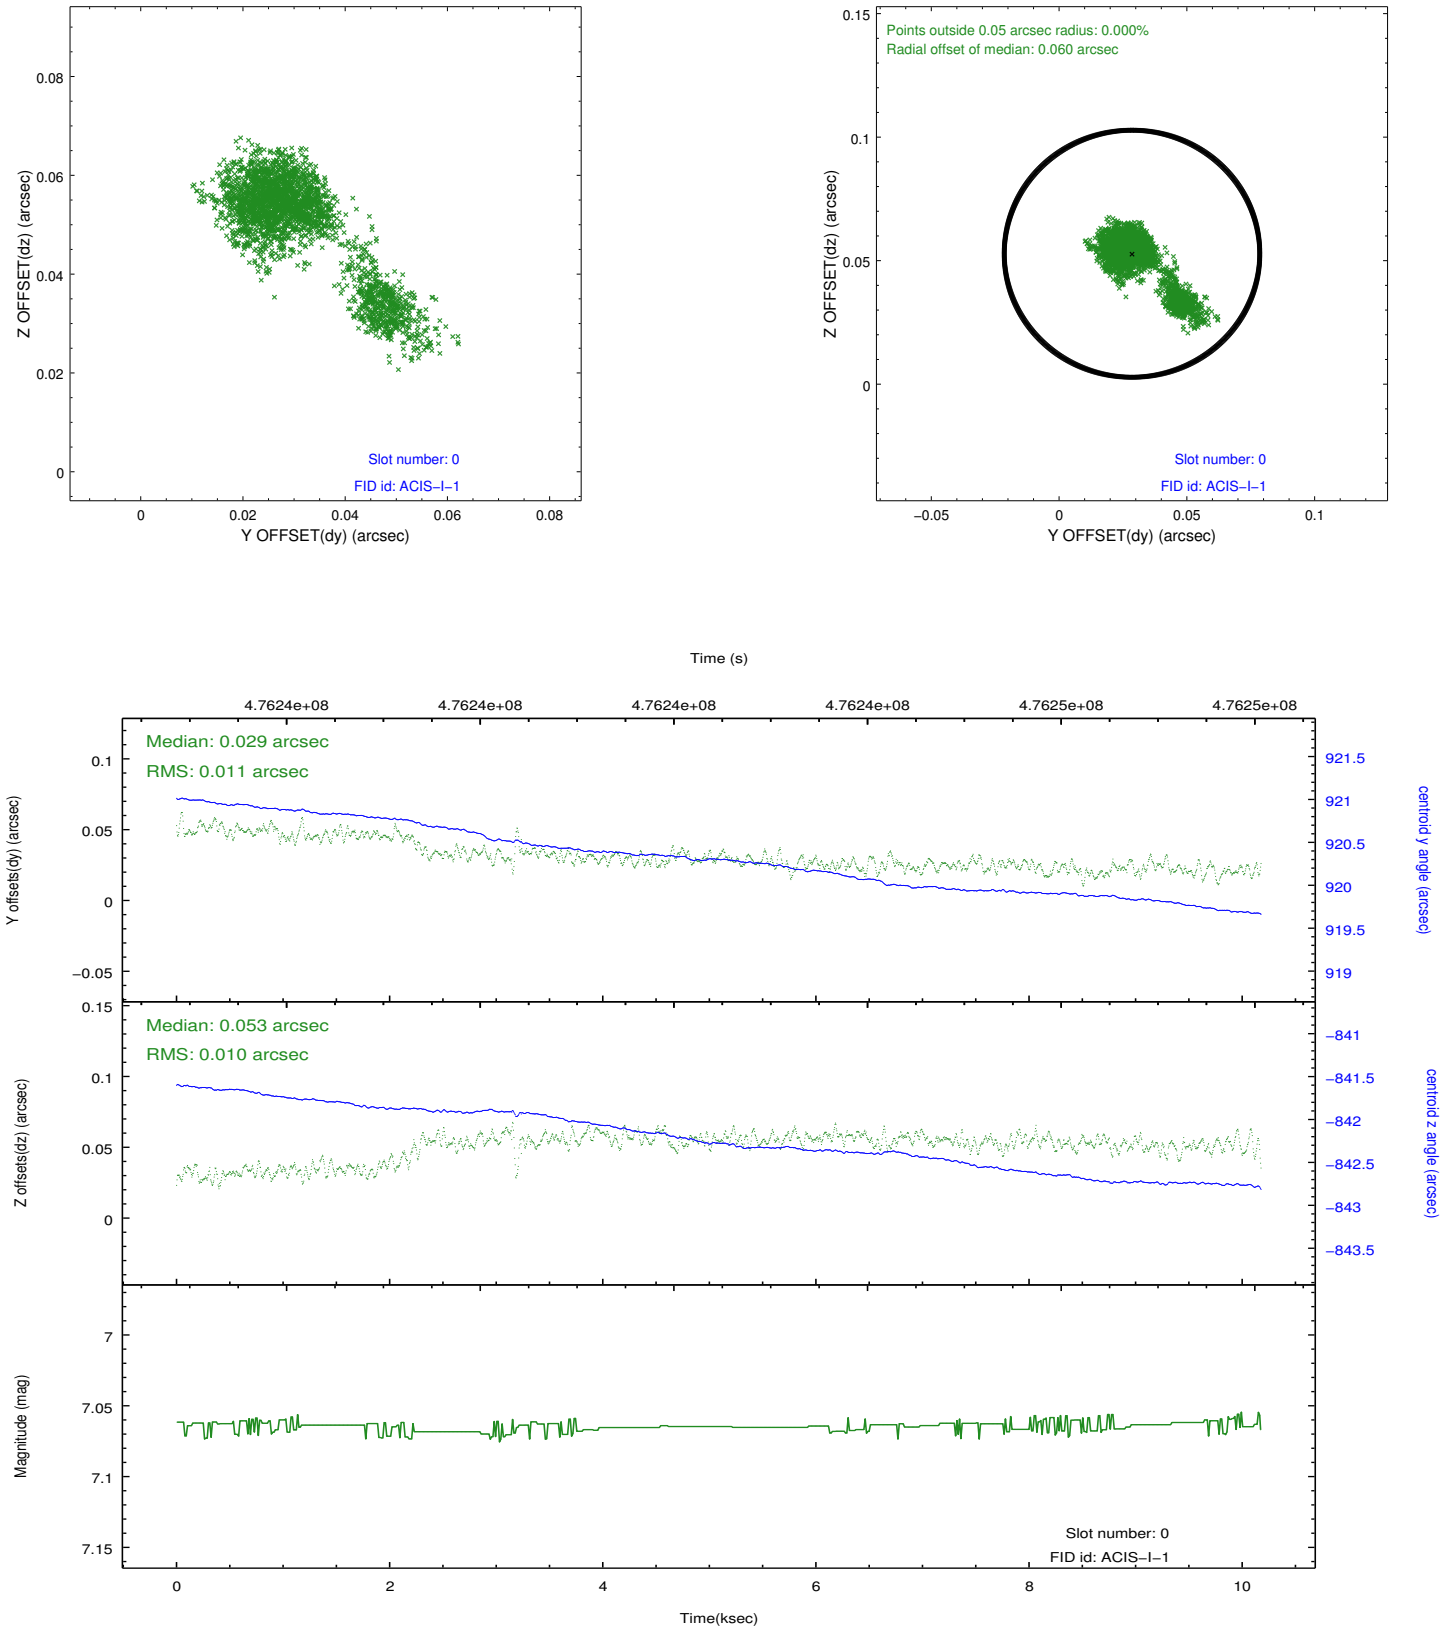 0.08
0.06
0.04
0.02
0
Z OFFSET(dz) (arcsec)
Slot number: 0
FID id: ACIS−I−1
0
0.02
0.04
0.06
0.08
Y OFFSET(dy) (arcsec)
Points outside 0.05 arcsec radius: 0.000%
Radial offset of median: 0.060 arcsec
0.15
0.1
0.05
0
Z OFFSET(dz) (arcsec)
Slot number: 0
FID id: ACIS−I−1
−0.05
0
0.05
0.1
Y OFFSET(dy) (arcsec)
Time (s)
4.7624e+08
4.7624e+08
4.7624e+08
4.7624e+08
4.7625e+08
4.7625e+08
Median: 0.029 arcsec
RMS: 0.011 arcsec
0.1
0.05
0
−0.05
Y offsets(dy) (arcsec)
921.5
921
920.5
920
919.5
919
centroid y angle (arcsec)
Median: 0.053 arcsec
RMS: 0.010 arcsec
0.15
0.1
0.05
0
Z offsets(dz) (arcsec)
−841
−841.5
−842
−842.5
−843
−843.5
centroid z angle (arcsec)
7
7.05
7.1
7.15
Magnitude (mag)
Slot number: 0
FID id: ACIS−I−1
0
2
4
6
8
10
Time(ksec)